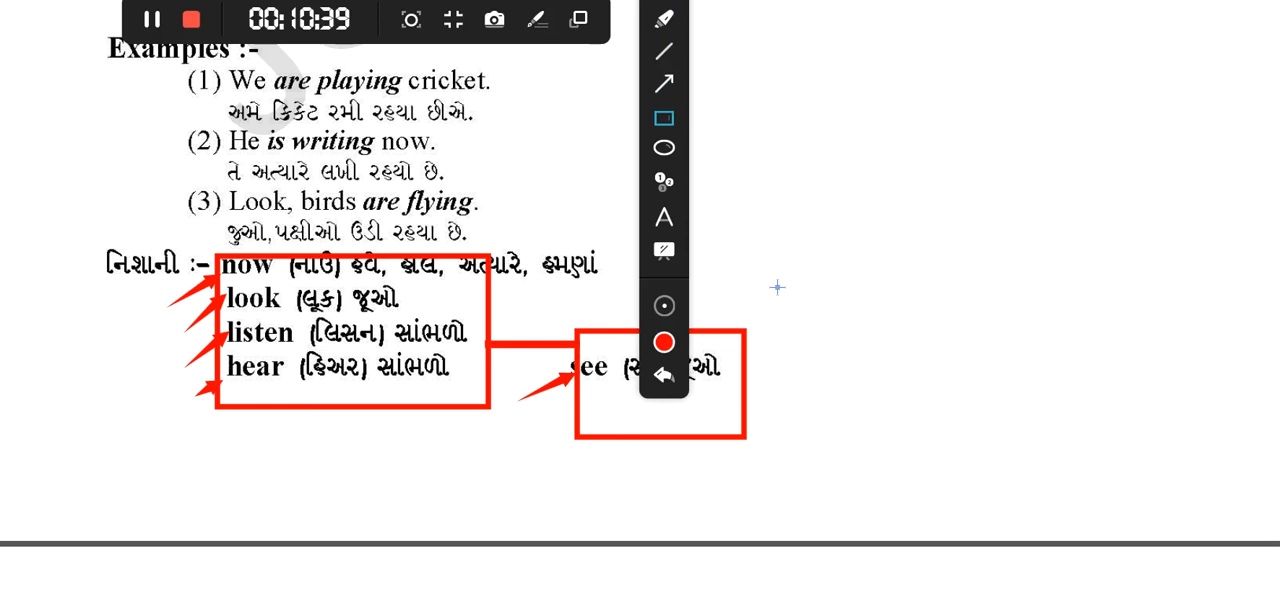 00:10:39
Examples :-
(1) We are playing cricket.
અમે ક્રિકેટ રમી રહયા છીએ.
(2) He is writing now.
તે અત્યારે લખી રહયો છે.
(3) Look, birds are flying.
જુઓ, પક્ષીઓ ઉડી રહયા છે.
નિશાની :– now (નાઉ) હવે, હાલ, અત્યારે, હમણાં
look (લૂક) જૂઓ
listen (લિસન) સાંભળો
hear (હિઅર) સાંભળો see